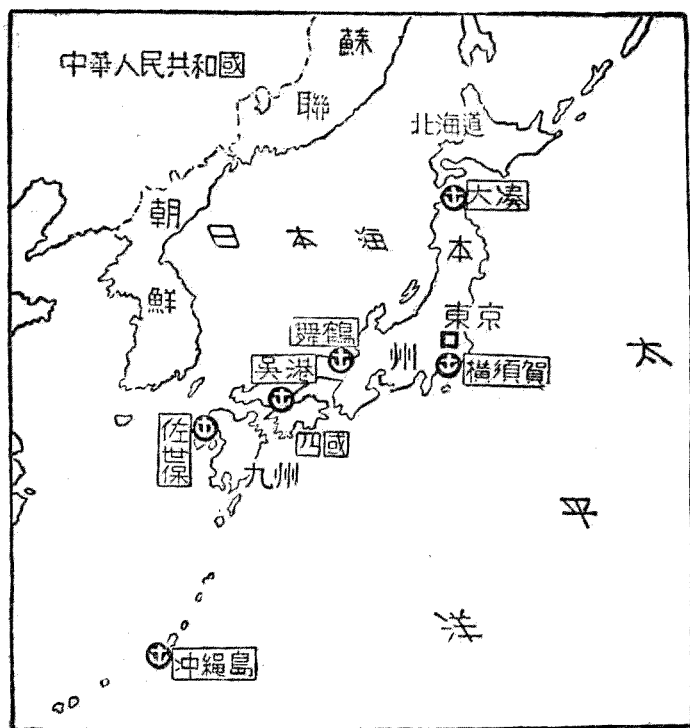 中華人民共和國
蘇
聯
北海道
朝
鮮
日本海
大湊
本
州
東京
舞鶴
吳港
橫須賀
佐世保
四國
九州
太
平
洋
沖繩島